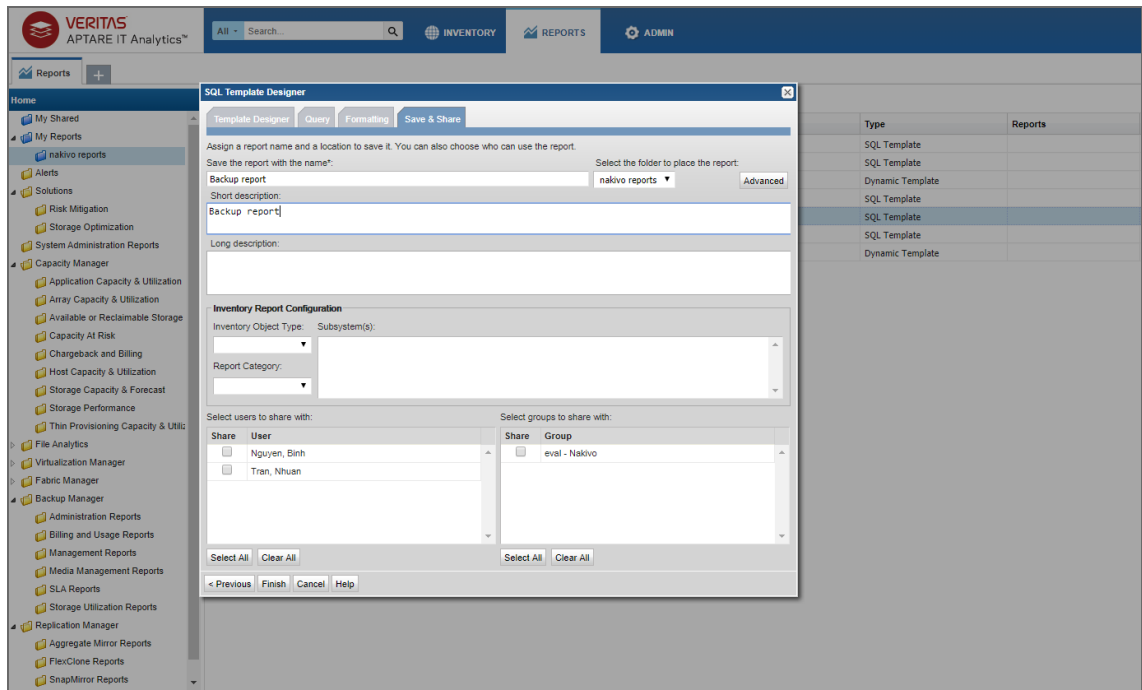 VERITAS
APTARE IT Analytics™
All
Search...
INVENTORY
REPORTS
ADMIN
Reports
+
Home
My Shared
My Reports
nakivo reports
Alerts
Solutions
Risk Mitigation
Storage Optimization
System Administration Reports
Capacity Manager
Application Capacity & Utilization
Array Capacity & Utilization
Available or Reclaimable Storage
Capacity At Risk
Chargeback and Billing
Host Capacity & Utilization
Storage Capacity & Forecast
Storage Performance
Thin Provisioning Capacity & Utiliz
File Analytics
Virtualization Manager
Fabric Manager
Backup Manager
Administration Reports
Billing and Usage Reports
Management Reports
Media Management Reports
SLA Reports
Storage Utilization Reports
Replication Manager
Aggregate Mirror Reports
FlexClone Reports
SnapMirror Reports
SQL Template Designer
Template Designer Query Formatting Save & Share
Assign a report name and a location to save it. You can also choose who can use the report.
Save the report with the name*: Select the folder to place the report:
Backup report nakivo reports Advanced
Short description:
Backup report
Long description:
Inventory Report Configuration
Inventory Object Type: Subsystem(s):
Report Category:
Select users to share with: Select groups to share with:
Share User Share Group
Nguyen, Binh eval - Nakivo
Tran, Nhuan
Select All Clear All Select All Clear All
< Previous Finish Cancel Help
Type Reports
SQL Template
SQL Template
Dynamic Template
SQL Template
SQL Template
SQL Template
Dynamic Template